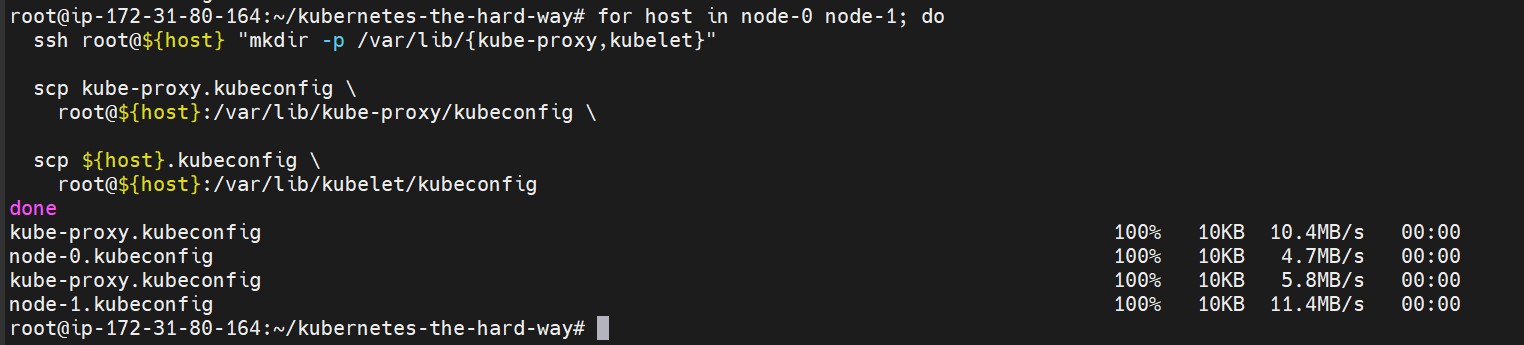 root@ip-172-31-80-164:~/kubernetes-the-hard-way# for host in node-0 node-1; do
  ssh root@${host} "mkdir -p /var/lib/{kube-proxy,kubelet}"

  scp kube-proxy.kubeconfig \
    root@${host}:/var/lib/kube-proxy/kubeconfig \

  scp ${host}.kubeconfig \
    root@${host}:/var/lib/kubelet/kubeconfig
done
kube-proxy.kubeconfig 100% 10KB 10.4MB/s 00:00
node-0.kubeconfig 100% 10KB 4.7MB/s 00:00
kube-proxy.kubeconfig 100% 10KB 5.8MB/s 00:00
node-1.kubeconfig 100% 10KB 11.4MB/s 00:00
root@ip-172-31-80-164:~/kubernetes-the-hard-way#